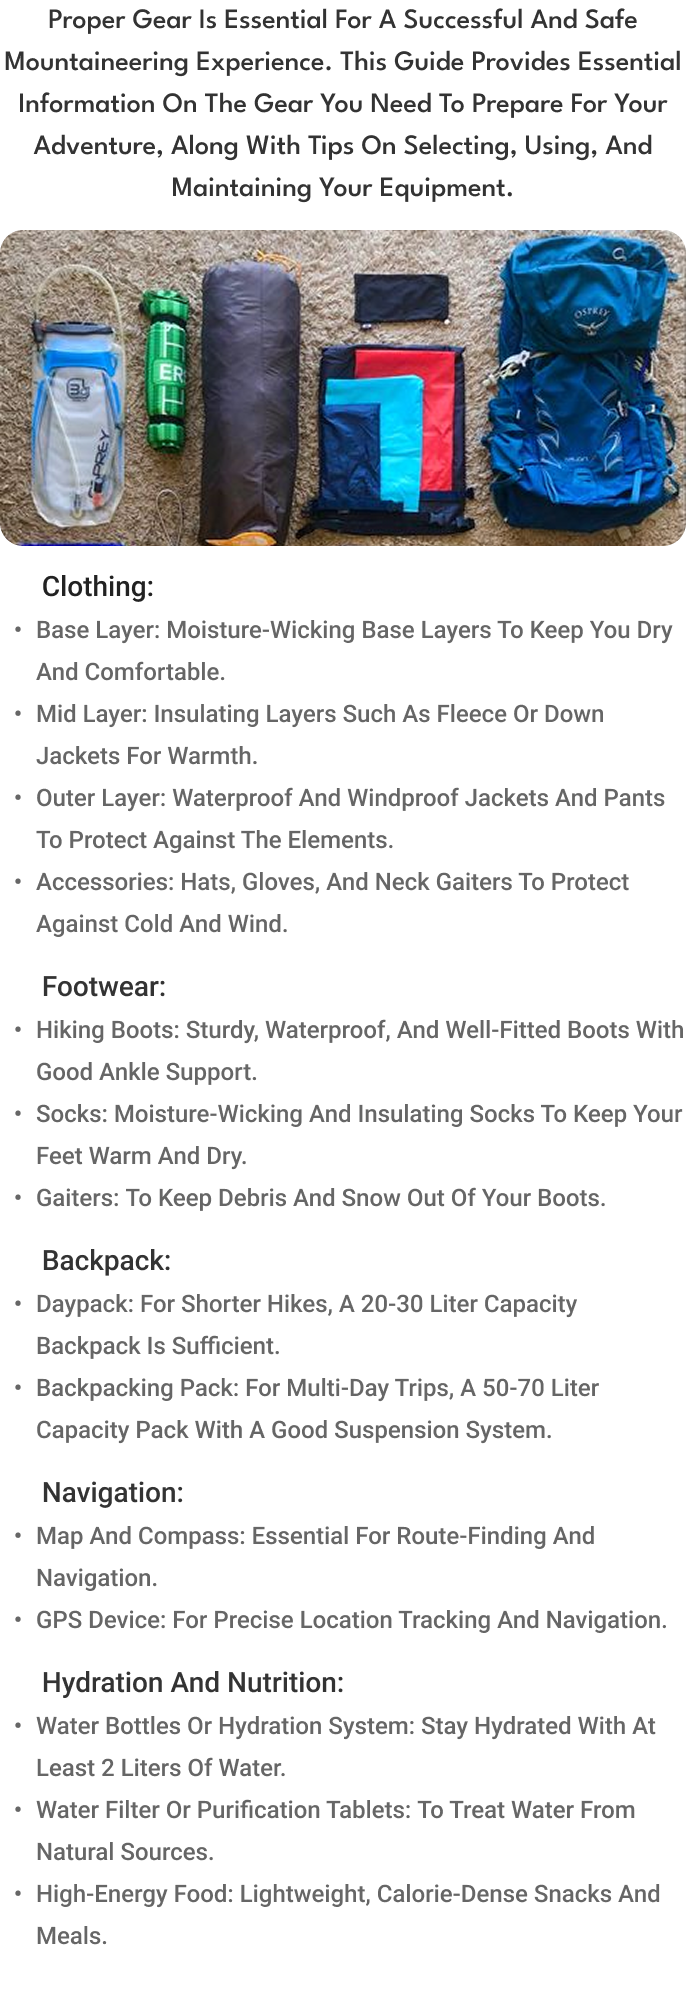 Proper Gear Is Essential For A Successful And Safe
Mountaineering Experience. This Guide Provides Essential
Information On The Gear You Need To Prepare For Your
Adventure, Along With Tips On Selecting, Using, And
Maintaining Your Equipment.
OSPREY
ER
OSPREY
Clothing:
• Base Layer: Moisture-Wicking Base Layers To Keep You Dry
And Comfortable.
• Mid Layer: Insulating Layers Such As Fleece Or Down
Jackets For Warmth.
• Outer Layer: Waterproof And Windproof Jackets And Pants
To Protect Against The Elements.
• Accessories: Hats, Gloves, And Neck Gaiters To Protect
Against Cold And Wind.
Footwear:
• Hiking Boots: Sturdy, Waterproof, And Well-Fitted Boots With
Good Ankle Support.
• Socks: Moisture-Wicking And Insulating Socks To Keep Your
Feet Warm And Dry.
• Gaiters: To Keep Debris And Snow Out Of Your Boots.
Backpack:
• Daypack: For Shorter Hikes, A 20-30 Liter Capacity
Backpack Is Sufficient.
• Backpacking Pack: For Multi-Day Trips, A 50-70 Liter
Capacity Pack With A Good Suspension System.
Navigation:
• Map And Compass: Essential For Route-Finding And
Navigation.
• GPS Device: For Precise Location Tracking And Navigation.
Hydration And Nutrition:
• Water Bottles Or Hydration System: Stay Hydrated With At
Least 2 Liters Of Water.
• Water Filter Or Purification Tablets: To Treat Water From
Natural Sources.
• High-Energy Food: Lightweight, Calorie-Dense Snacks And
Meals.